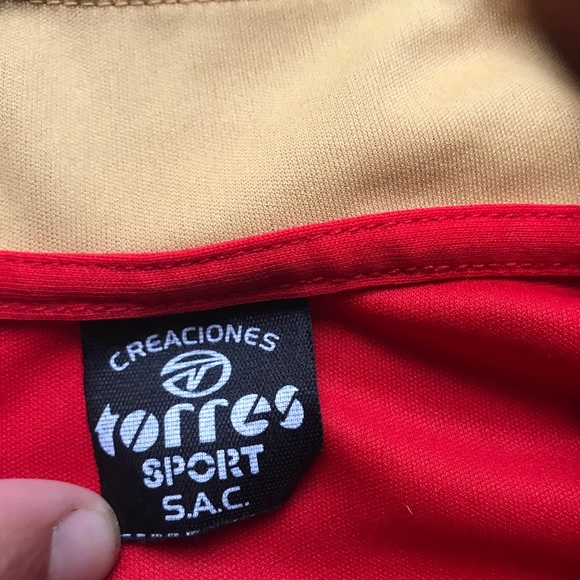 CREACIONES
torres
SPORT
S.A.C.